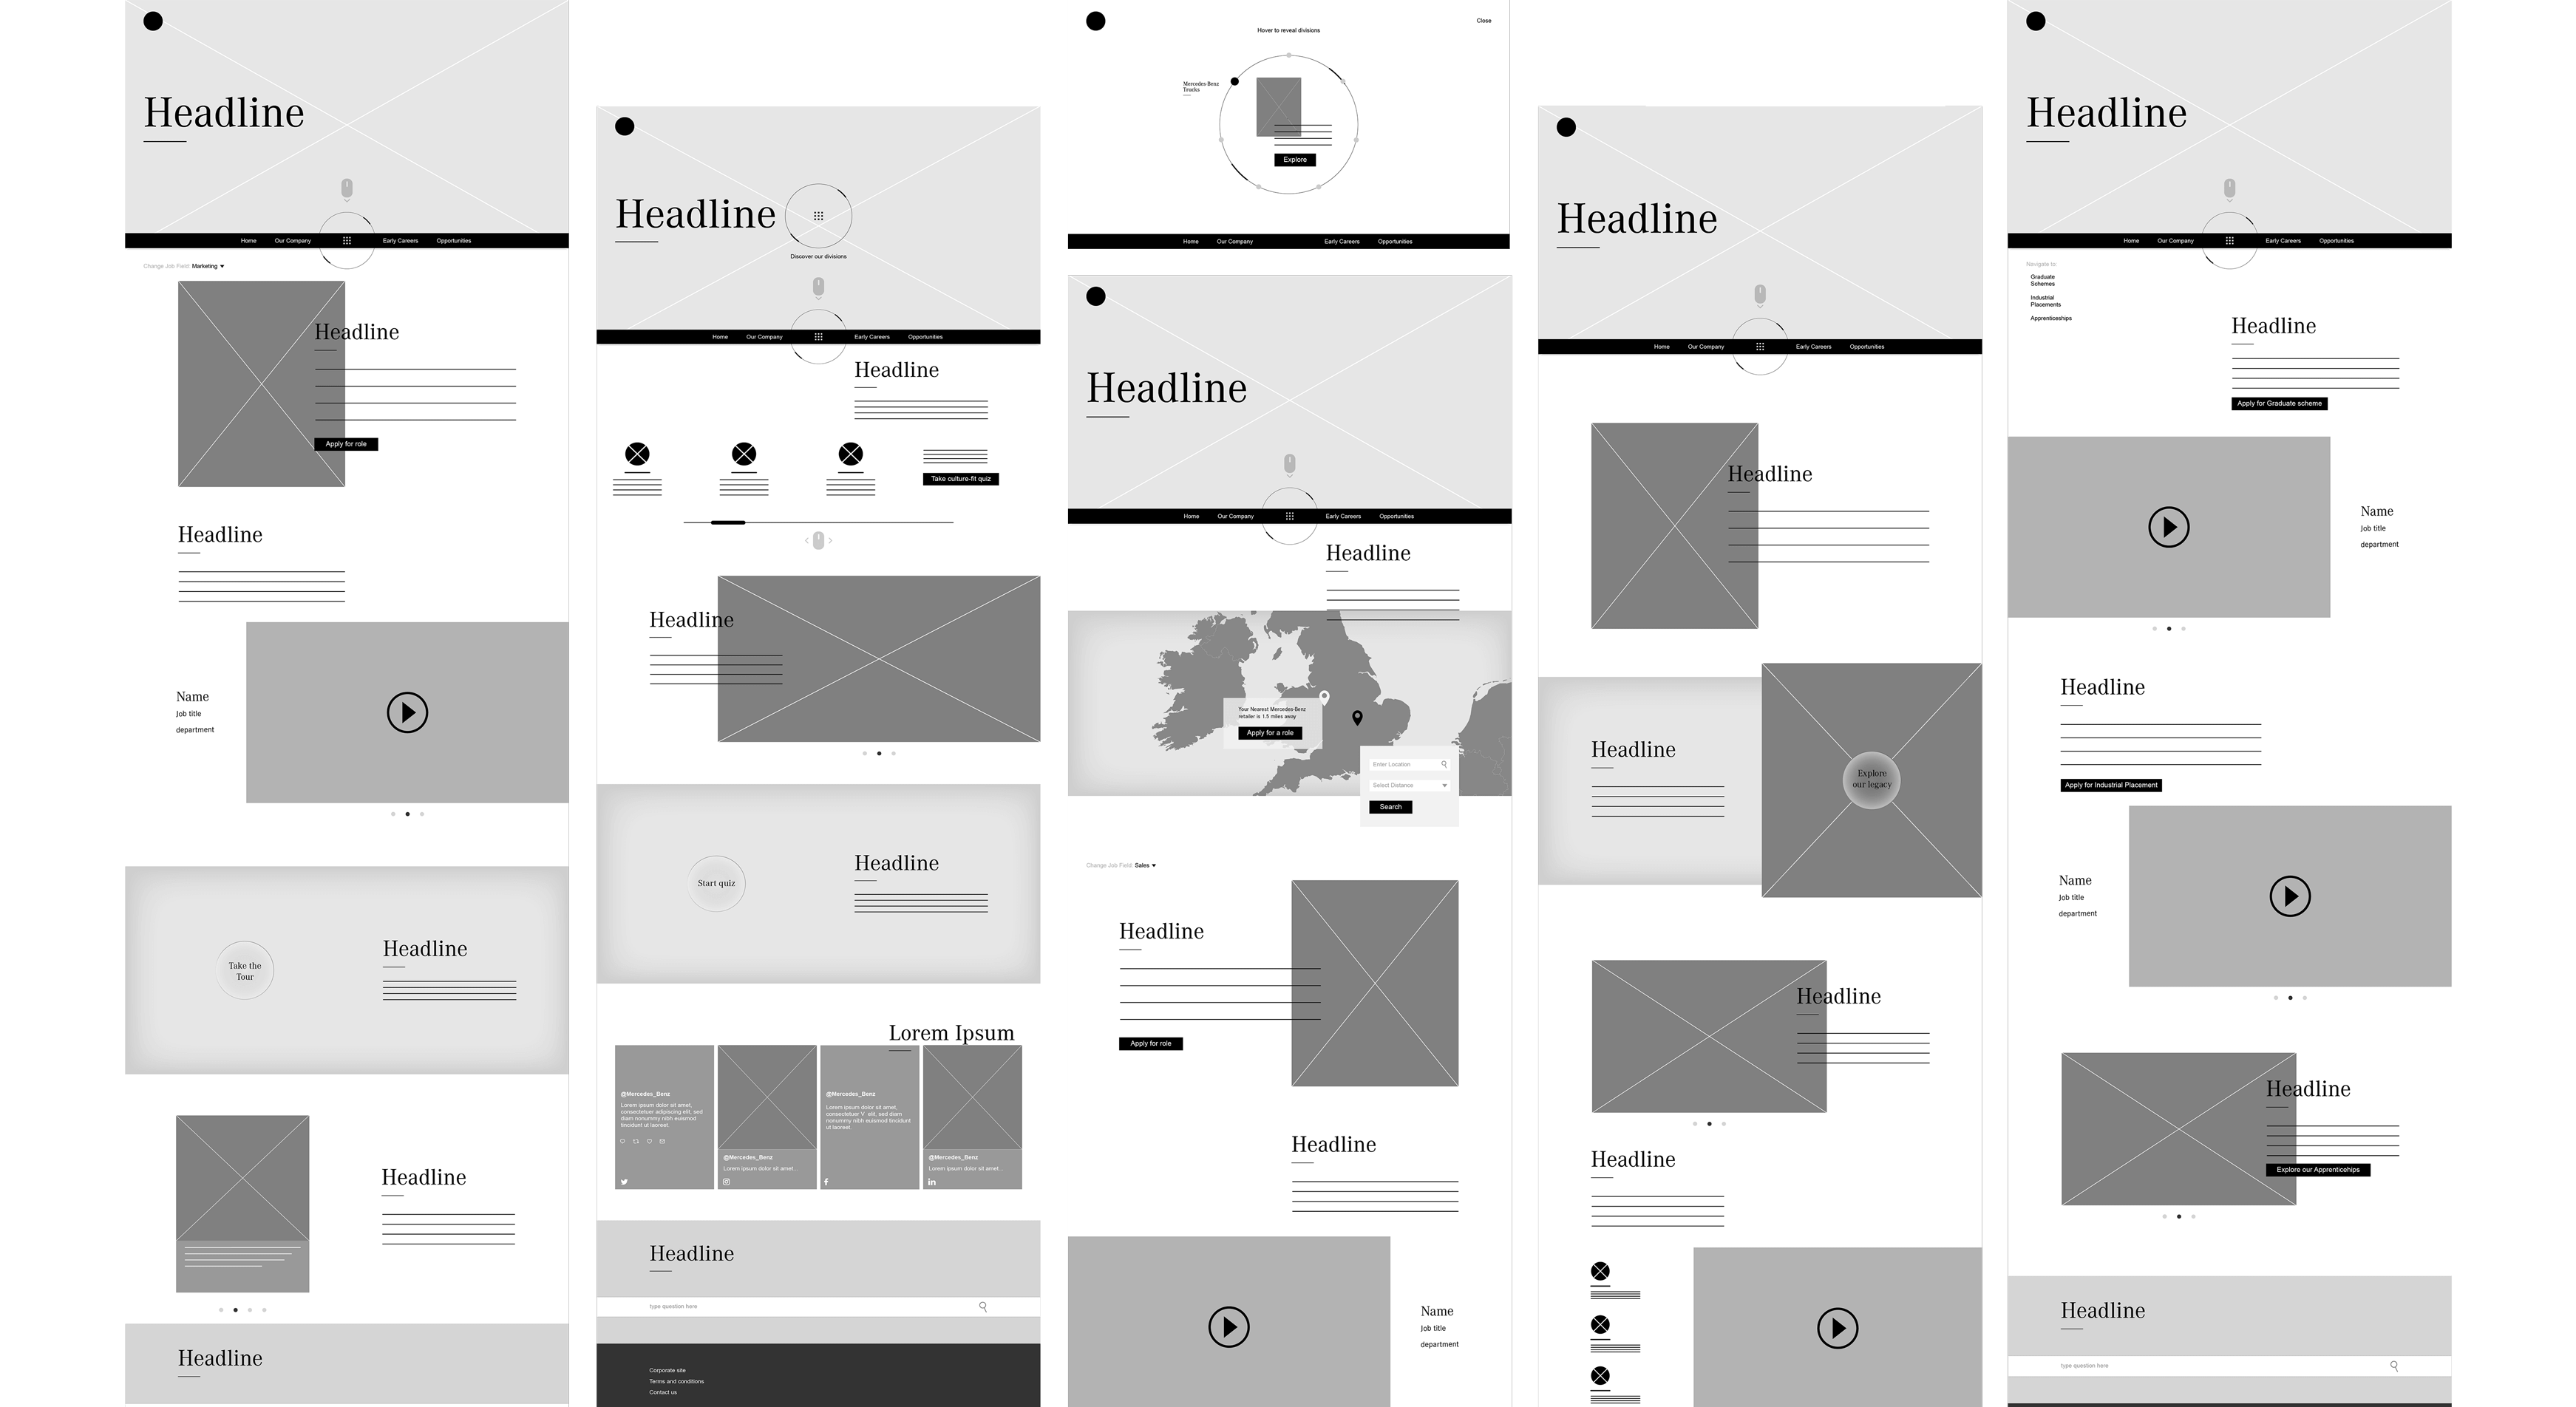 Headline
Home
Our Company
Early Careers
Opportunities
Change Job Field: Marketing
Headline
Apply for role
Headline
Name
Job title
department
Take the
Tour
Headline
Headline
Headline
Headline
Discover our divisions
Home
Our Company
Early Careers
Opportunities
Headline
Take culture-fit quiz
Headline
Start quiz
Headline
Lorem Ipsum
@Mercedes_Benz
Lorem ipsum dolor sit amet,
consectetuer adipiscing elit, sed
diam nonummy nibh euismod
tincidunt ut laoreet.
@Mercedes_Benz
Lorem ipsum dolor sit amet...
@Mercedes_Benz
Lorem ipsum dolor sit amet,
consectetuer V elit, sed diam
nonummy nibh euismod tincidunt
ut laoreet.
@Mercedes_Benz
Lorem ipsum dolor sit amet...
Headline
type question here
Corporate site
Terms and conditions
Contact us
Close
Hover to reveal divisions
Mercedes-Benz
Trucks
Explore
Home
Our Company
Early Careers
Opportunities
Headline
Home
Our Company
Early Careers
Opportunities
Headline
Your Nearest Mercedes-Benz
retailer is 1.5 miles away
Apply for a role
Enter Location
Select Distance
Search
Change Job Field: Sales
Headline
Apply for role
Headline
Name
Job title
department
Headline
Home
Our Company
Early Careers
Opportunities
Headline
Headline
Explore
our legacy
Headline
Headline
Headline
Home
Our Company
Early Careers
Opportunities
Navigate to:
Graduate
Schemes
Industrial
Placements
Apprenticeships
Headline
Apply for Graduate scheme
Name
Job title
department
Headline
Apply for Industrial Placement
Name
Job title
department
Headline
Explore our Apprenticehips
Headline
type question here